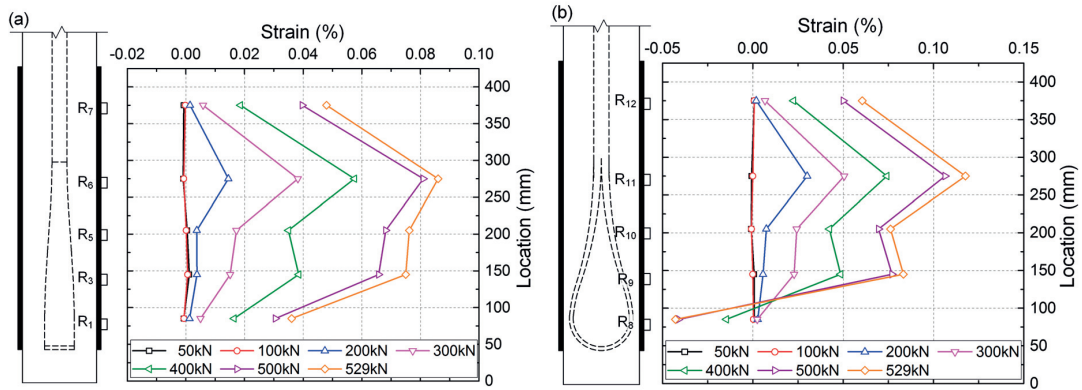 (a)
Strain (%)
-0.02 0.00 0.02 0.04 0.06 0.08 0.10
R7
R6
R5
R3
R1
400
350
300
250
200
150
100
50
0
Location (mm)
50kN 100kN 200kN 300kN
400kN 500kN 529kN
(b)
Strain (%)
-0.05 0.00 0.05 0.10 0.15
R12
R11
R10
R9
R8
400
350
300
250
200
150
100
50
0
Location (mm)
50kN 100kN 200kN 300kN
400kN 500kN 529kN